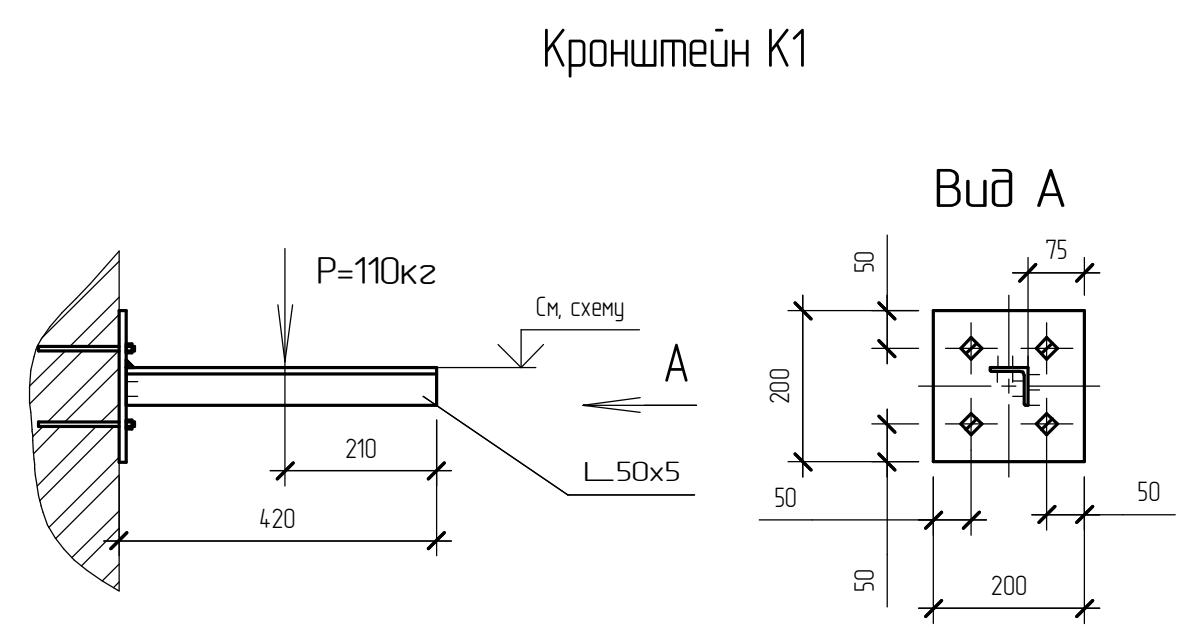 Кронштейн К1
Вид А
75
50
Р=110кг
См, схему
А
200
210
L 50х5
50
50
420
50
200